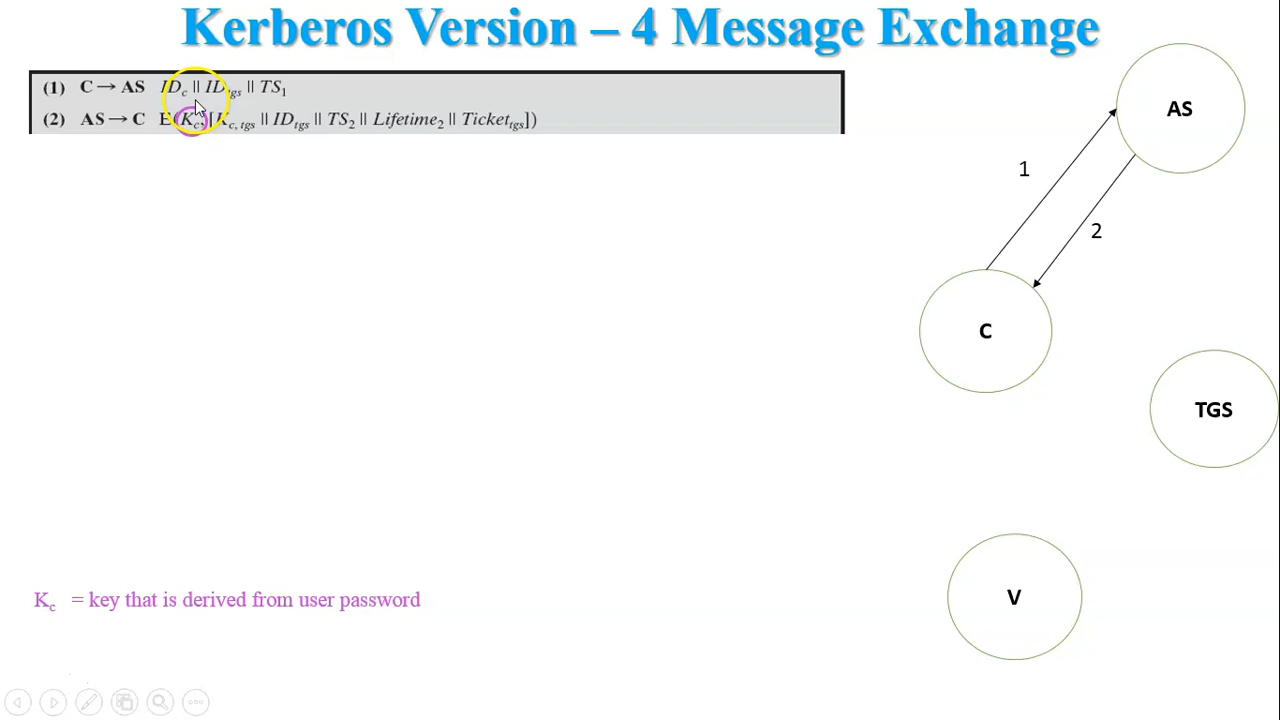 Kerberos Version – 4 Message Exchange
(1) C → AS ID_c || ID_tgs || TS_1
(2) AS → C E(K_c, [K_c, tgs || ID_tgs || TS_2 || Lifetime_2 || Ticket_tgs])
AS
1
2
C
TGS
V
K_c = key that is derived from user password